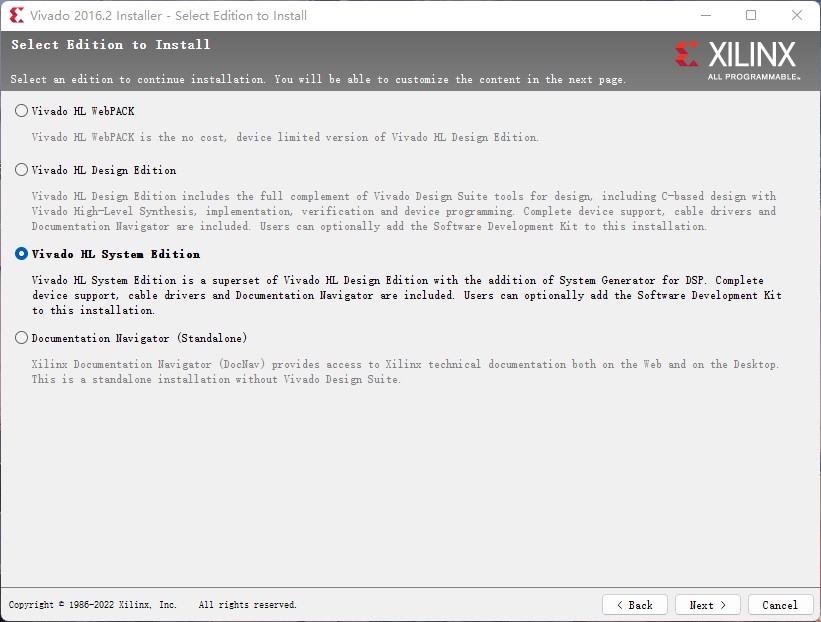 Vivado 2016.2 Installer - Select Edition to Install
Select Edition to Install
XILINX
ALL PROGRAMMABLE™
Select an edition to continue installation. You will be able to customize the content in the next page.
Vivado HL WebPACK
Vivado HL WebPACK is the no cost, device limited version of Vivado HL Design Edition.
Vivado HL Design Edition
Vivado HL Design Edition includes the full complement of Vivado Design Suite tools for design, including C-based design with
Vivado High-Level Synthesis, implementation, verification and device programming. Complete device support, cable drivers and
Documentation Navigator are included. Users can optionally add the Software Development Kit to this installation.
Vivado HL System Edition
Vivado HL System Edition is a superset of Vivado HL Design Edition with the addition of System Generator for DSP. Complete
device support, cable drivers and Documentation Navigator are included. Users can optionally add the Software Development Kit
to this installation.
Documentation Navigator (Standalone)
Xilinx Documentation Navigator (DocNav) provides access to Xilinx technical documentation both on the Web and on the Desktop.
This is a standalone installation without Vivado Design Suite.
Copyright © 1986-2022 Xilinx, Inc. All rights reserved.
< Back Next > Cancel